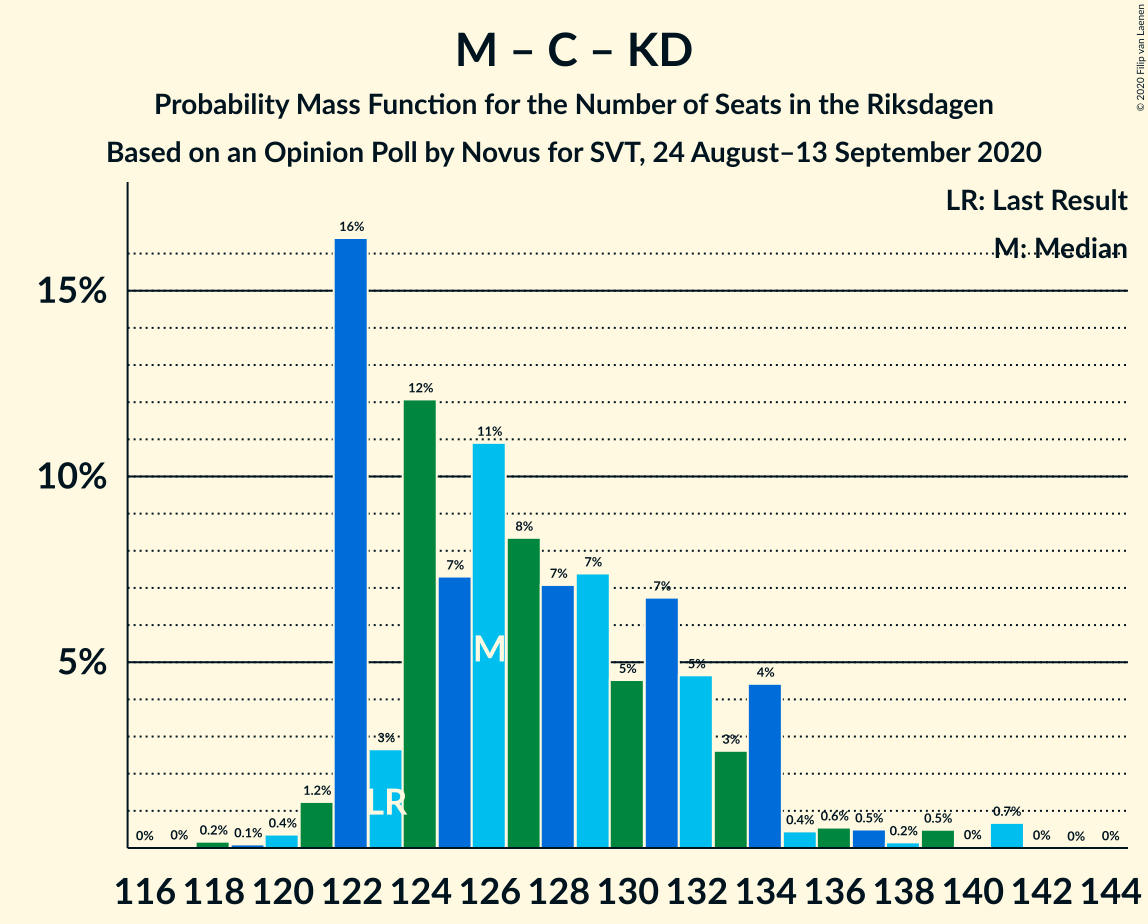 M – C – KD
Probability Mass Function for the Number of Seats in the Riksdagen
Based on an Opinion Poll by Novus for SVT, 24 August–13 September 2020
© 2020 Filip van Laenen
LR: Last Result
M: Median
15%
10%
5%
0% 0% 0.2% 0.1% 0.4% 1.2% 16% 3% 12% 7% 11% 8% 7% 7% 5% 7% 5% 3% 4% 0.4% 0.6% 0.5% 0.2% 0.5% 0% 0.7% 0% 0% 0%
M
LR
116 118 120 122 124 126 128 130 132 134 136 138 140 142 144